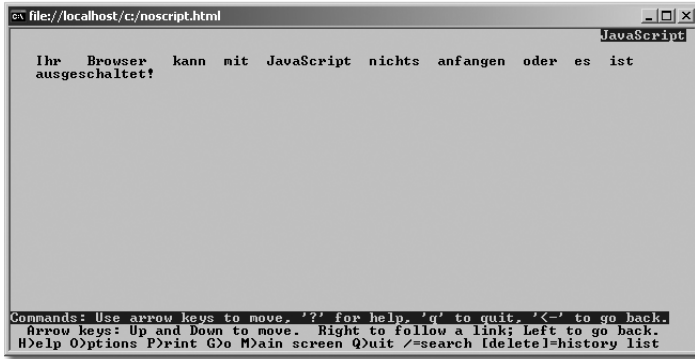 file://localhost/c:/noscript.html
JavaScript
Ihr Browser kann mit JavaScript nichts anfangen oder es ist
ausgeschaltet!
Commands: Use arrow keys to move, '?' for help, 'q' to quit, '<-' to go back.
Arrow keys: Up and Down to move. Right to follow a link; Left to go back.
H)elp O)ptions P)rint G)o M)ain screen Q)uit /=search [delete]=history list